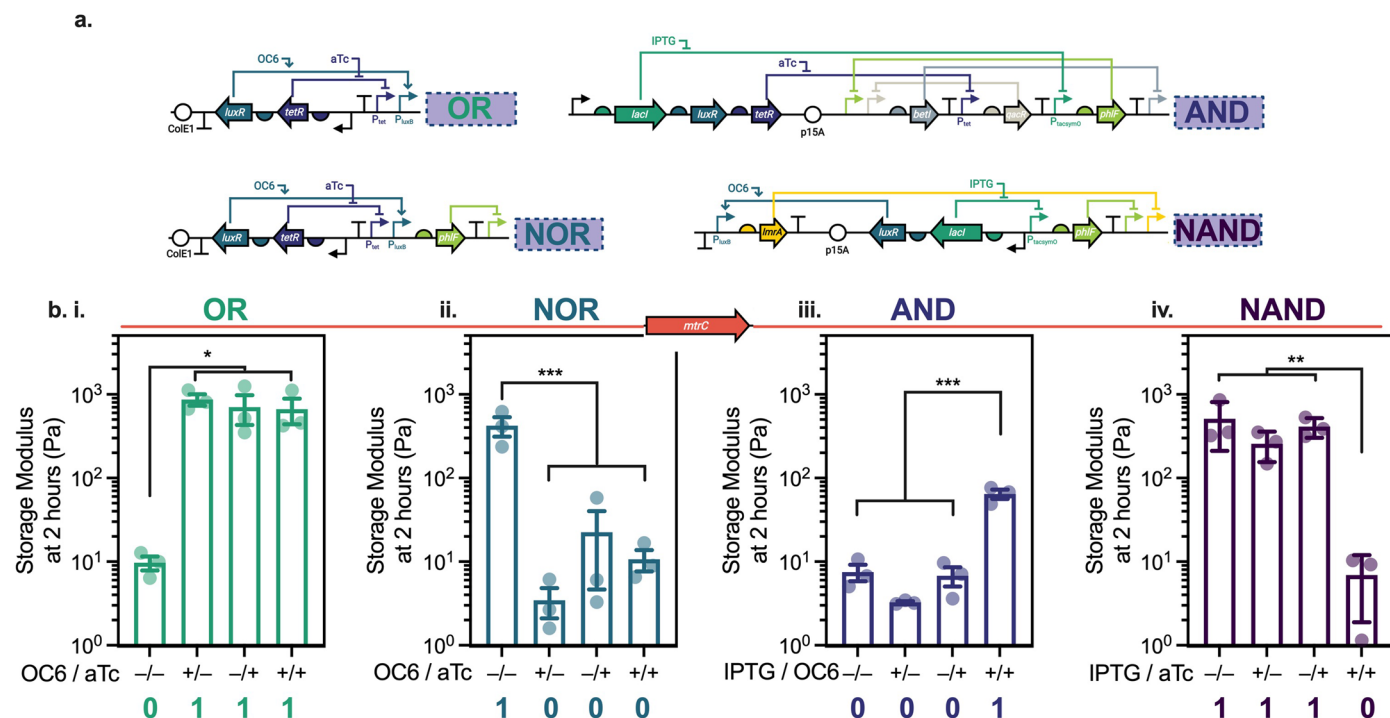 a.
OC6
aTc
luxR
tetR
ColE1
Ptet
PluxB
OR
IPTG
aTc
lacI
luxR
tetR
p15A
betI
Ptet
qacR
PtacsymO
phlF
AND
OC6
aTc
luxR
tetR
ColE1
Ptet
PluxB
phlF
NOR
OC6
IPTG
PluxB
lmrA
p15A
luxR
lacI
PtacsymO
phlF
NAND
b. i.
OR
ii.
NOR
mtrC
iii.
AND
iv.
NAND
Storage Modulus
at 2 hours (Pa)
10³
10²
10¹
10⁰
*
OC6 / aTc –/– +/– –/+ +/+
0 1 1 1
Storage Modulus
at 2 hours (Pa)
10³
10²
10¹
10⁰
***
OC6 / aTc –/– +/– –/+ +/+
1 0 0 0
Storage Modulus
at 2 hours (Pa)
10³
10²
10¹
10⁰
***
IPTG / OC6 –/– +/– –/+ +/+
0 0 0 1
Storage Modulus
at 2 hours (Pa)
10³
10²
10¹
10⁰
**
IPTG / aTc –/– +/– –/+ +/+
1 1 1 0